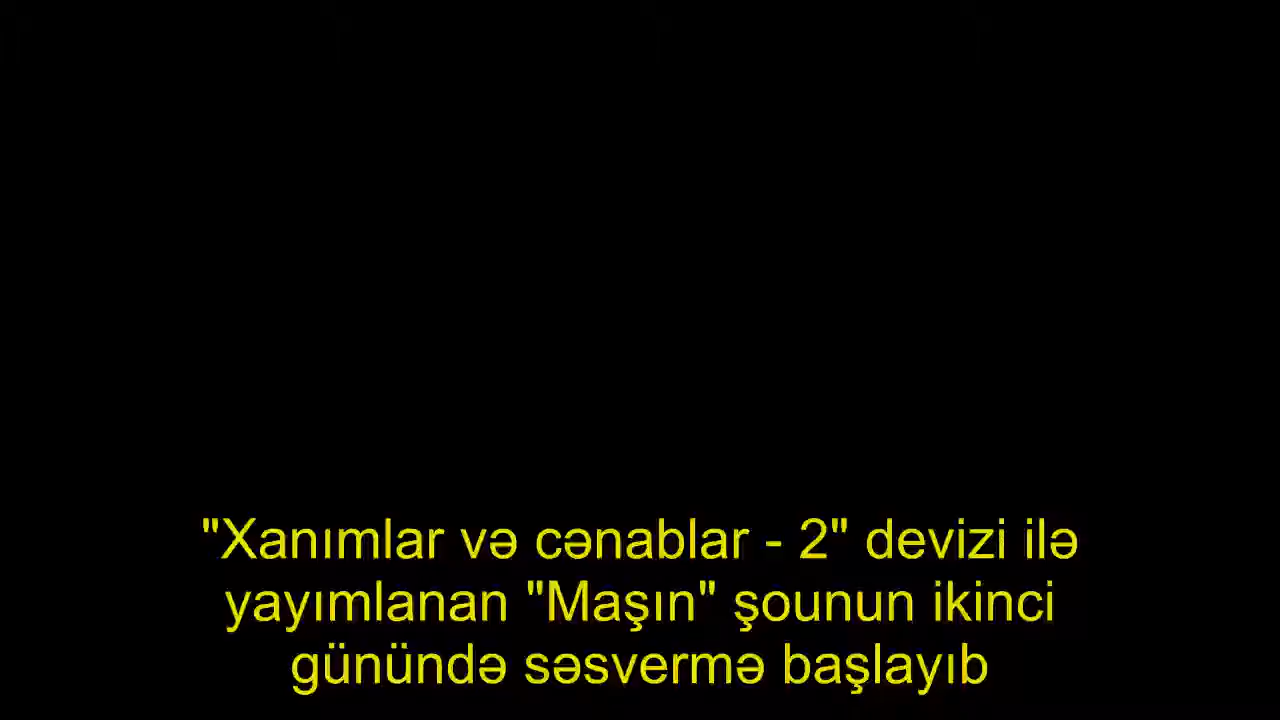 "Xanımlar və cənablar - 2" devizi ilə
yayımlanan "Maşın" şounun ikinci
günündə səsvermə başlayıb